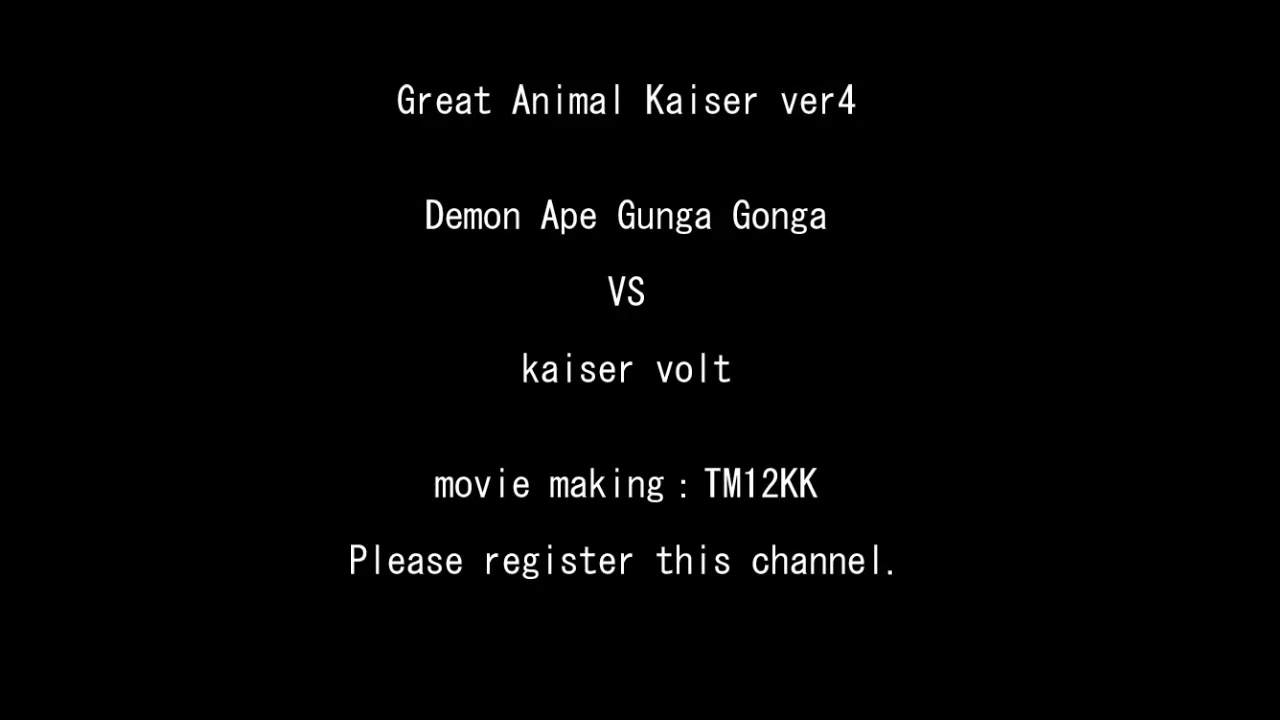 Great Animal Kaiser ver4
Demon Ape Gunga Gonga
VS
kaiser volt
movie making：TM12KK
Please register this channel.